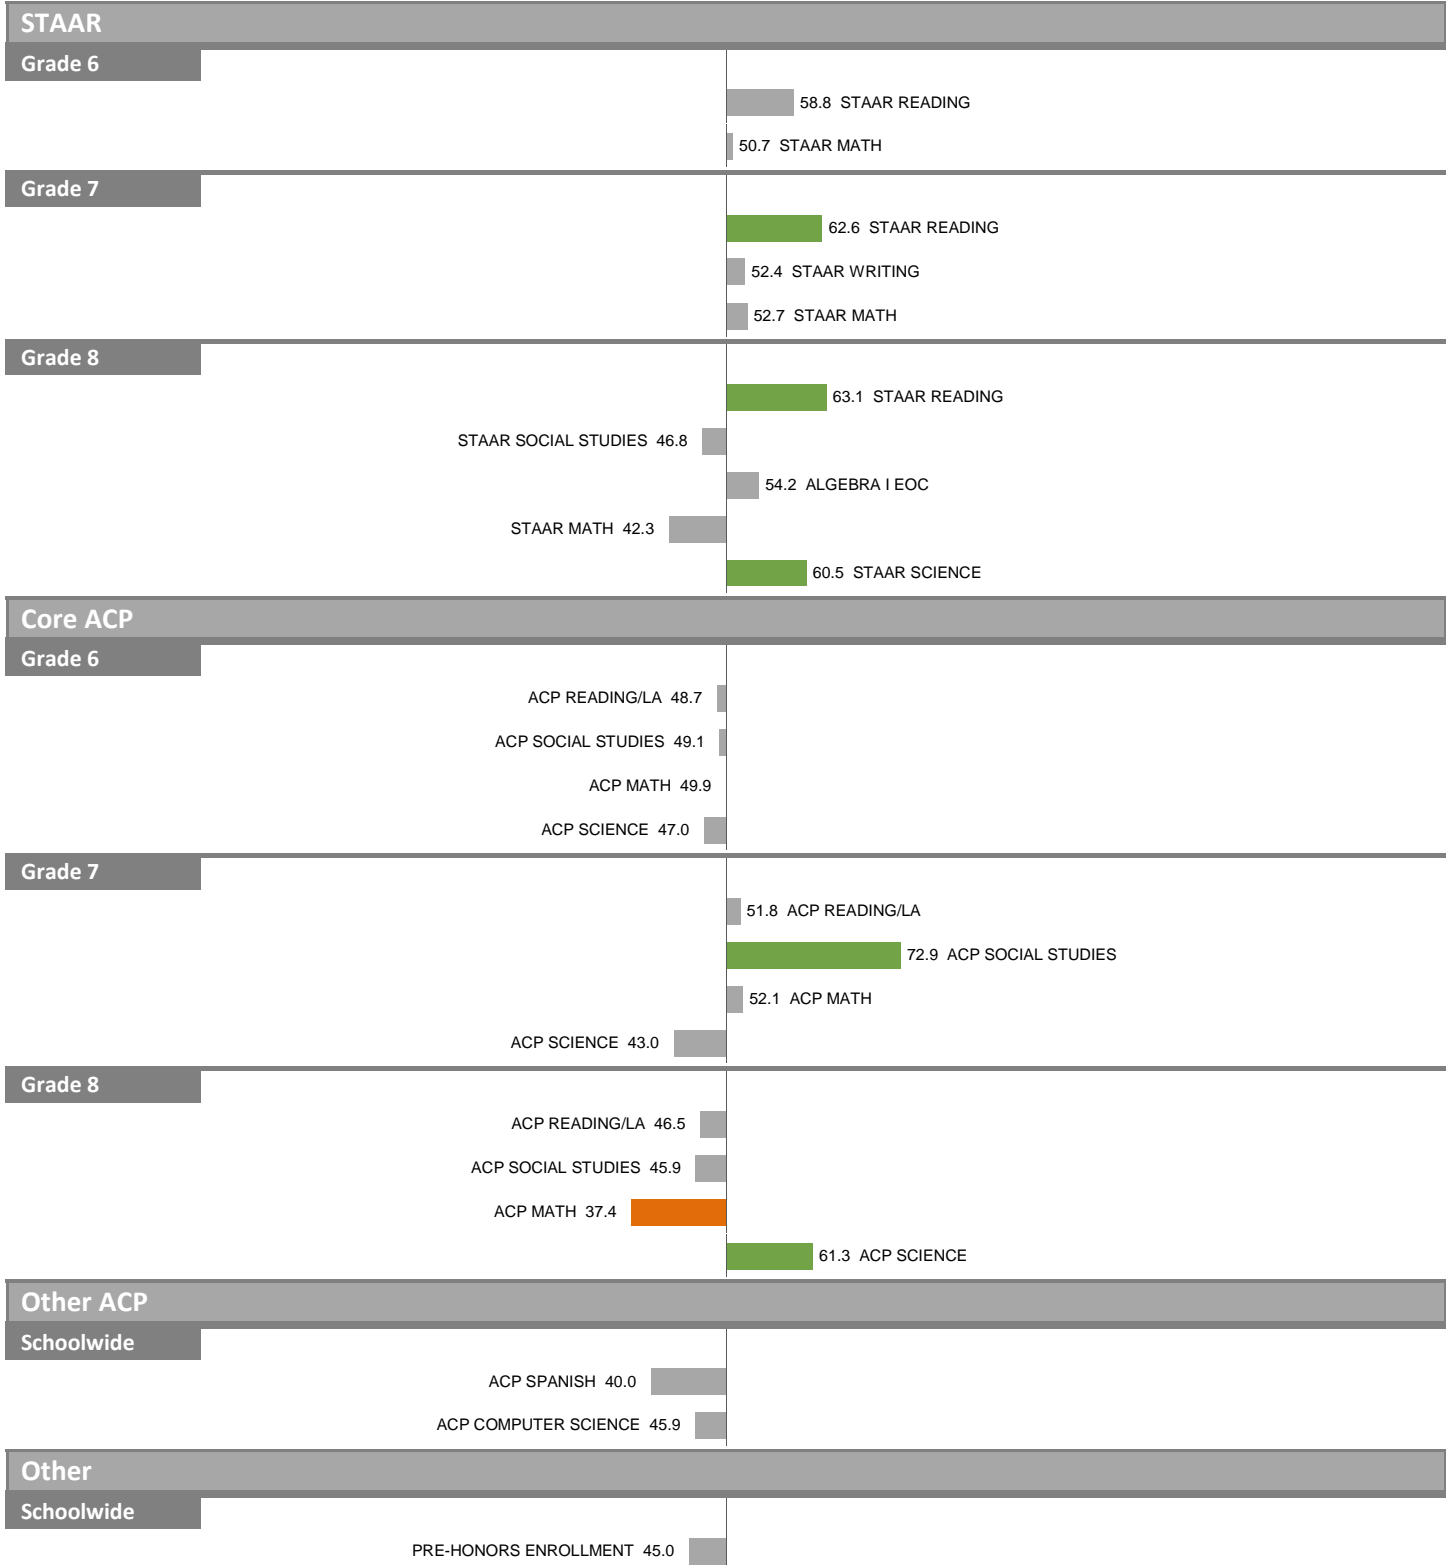 STAAR
Grade 6
58.8 STAAR READING
50.7 STAAR MATH
Grade 7
62.6 STAAR READING
52.4 STAAR WRITING
52.7 STAAR MATH
Grade 8
63.1 STAAR READING
STAAR SOCIAL STUDIES 46.8
54.2 ALGEBRA I EOC
STAAR MATH 42.3
60.5 STAAR SCIENCE
Core ACP
Grade 6
ACP READING/LA 48.7
ACP SOCIAL STUDIES 49.1
ACP MATH 49.9
ACP SCIENCE 47.0
Grade 7
51.8 ACP READING/LA
72.9 ACP SOCIAL STUDIES
52.1 ACP MATH
ACP SCIENCE 43.0
Grade 8
ACP READING/LA 46.5
ACP SOCIAL STUDIES 45.9
ACP MATH 37.4
61.3 ACP SCIENCE
Other ACP
Schoolwide
ACP SPANISH 40.0
ACP COMPUTER SCIENCE 45.9
Other
Schoolwide
PRE-HONORS ENROLLMENT 45.0